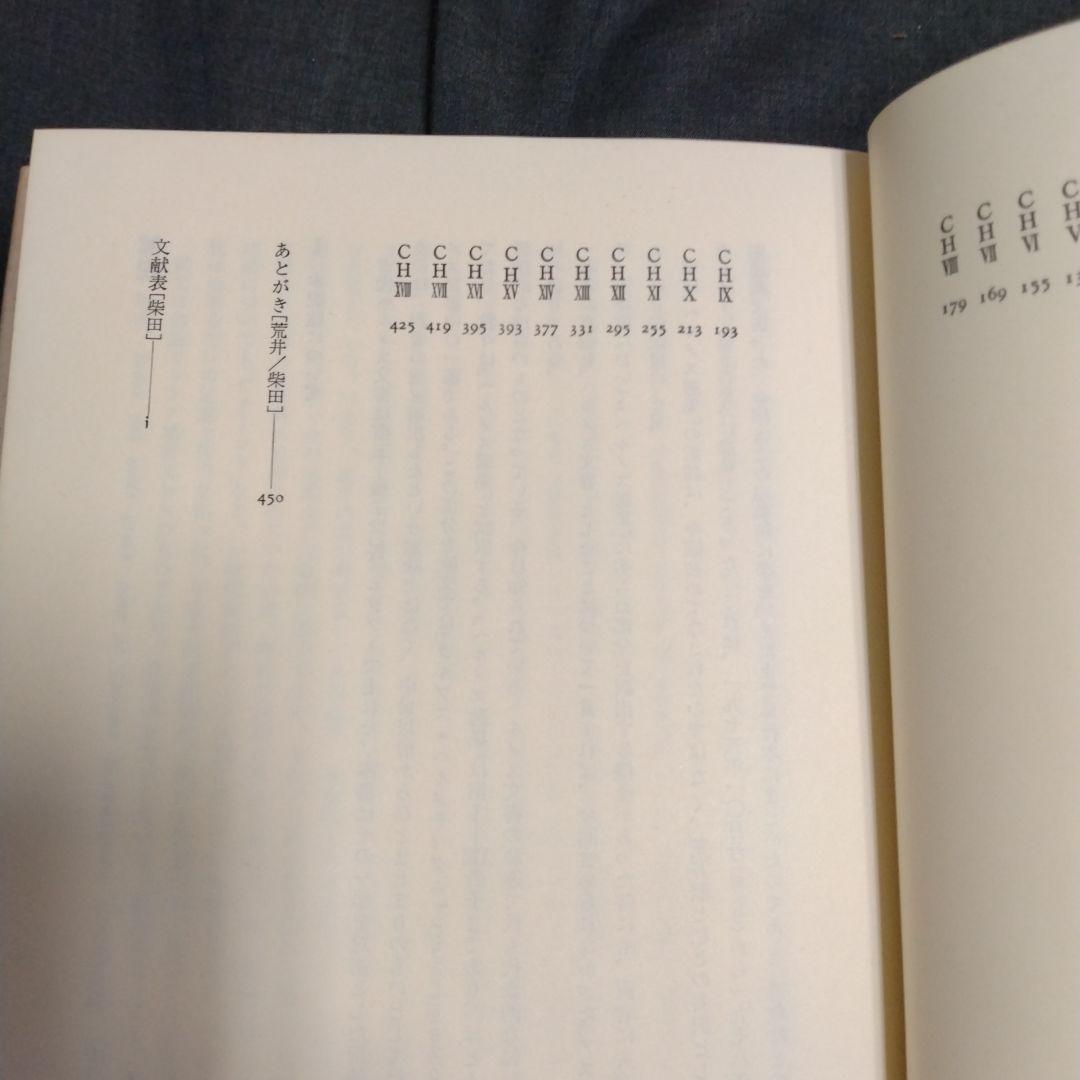 CH VI 155
CH VII 169
CH VIII 179
CH IX 193
CH X 213
CH XI 255
CH XII 295
CH XIII 331
CH XIV 377
CH XV 393
CH XVI 395
CH XVII 419
CH XVIII 425
あとがき[荒井／柴田]——450
文献表[柴田]——i